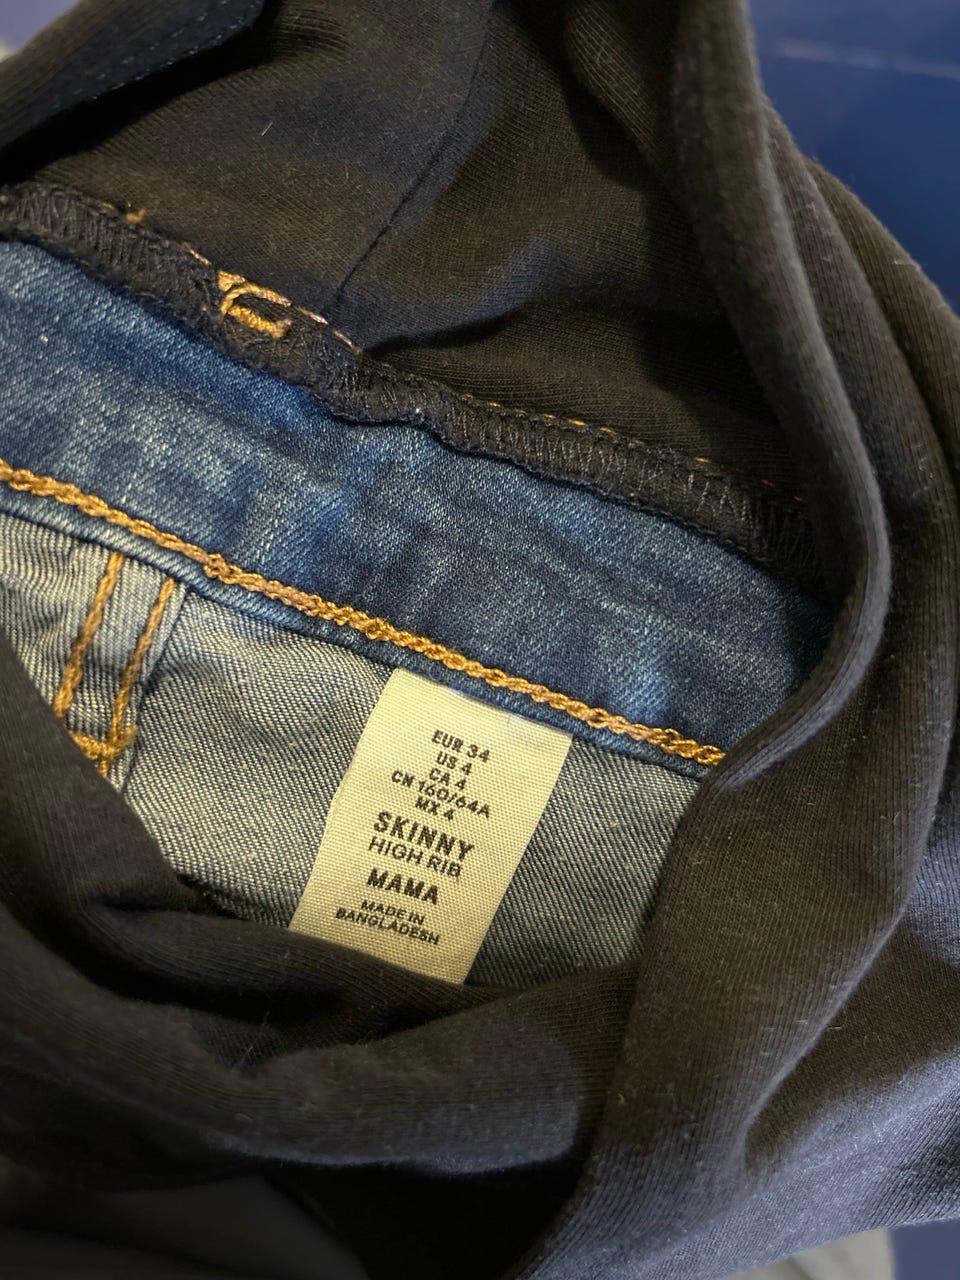 EUR 34
US 4
CA 4
CN 160/64A
MX 4
SKINNY
HIGH RIB
MAMA
MADE IN
BANGLADESH